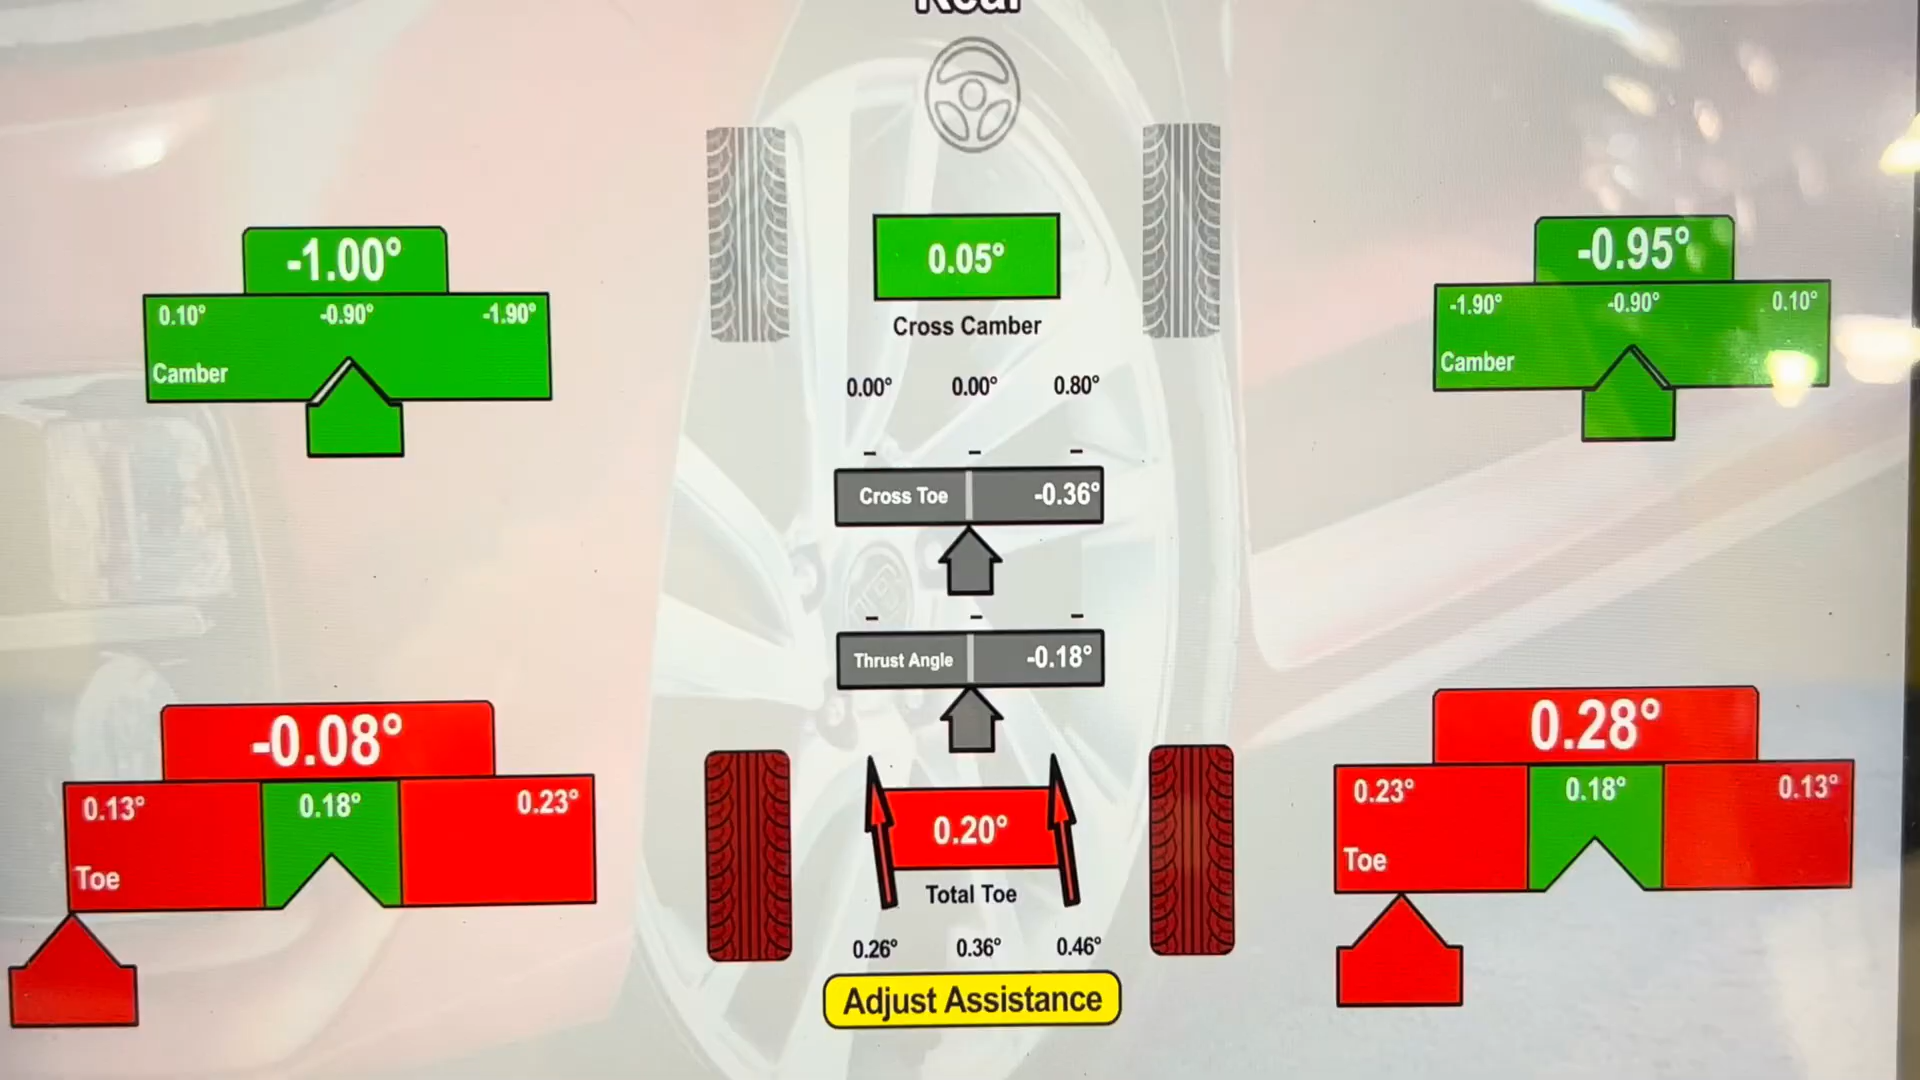 Rear
-1.00°
0.10° -0.90° -1.90°
Camber
0.05°
Cross Camber
0.00° 0.00° 0.80°
-0.95°
-1.90° -0.90° 0.10°
Camber
- - -
Cross Toe -0.36°
- - -
Thrust Angle -0.18°
-0.08°
0.13° 0.18° 0.23°
Toe
0.20°
Total Toe
0.26° 0.36° 0.46°
0.28°
0.23° 0.18° 0.13°
Toe
Adjust Assistance